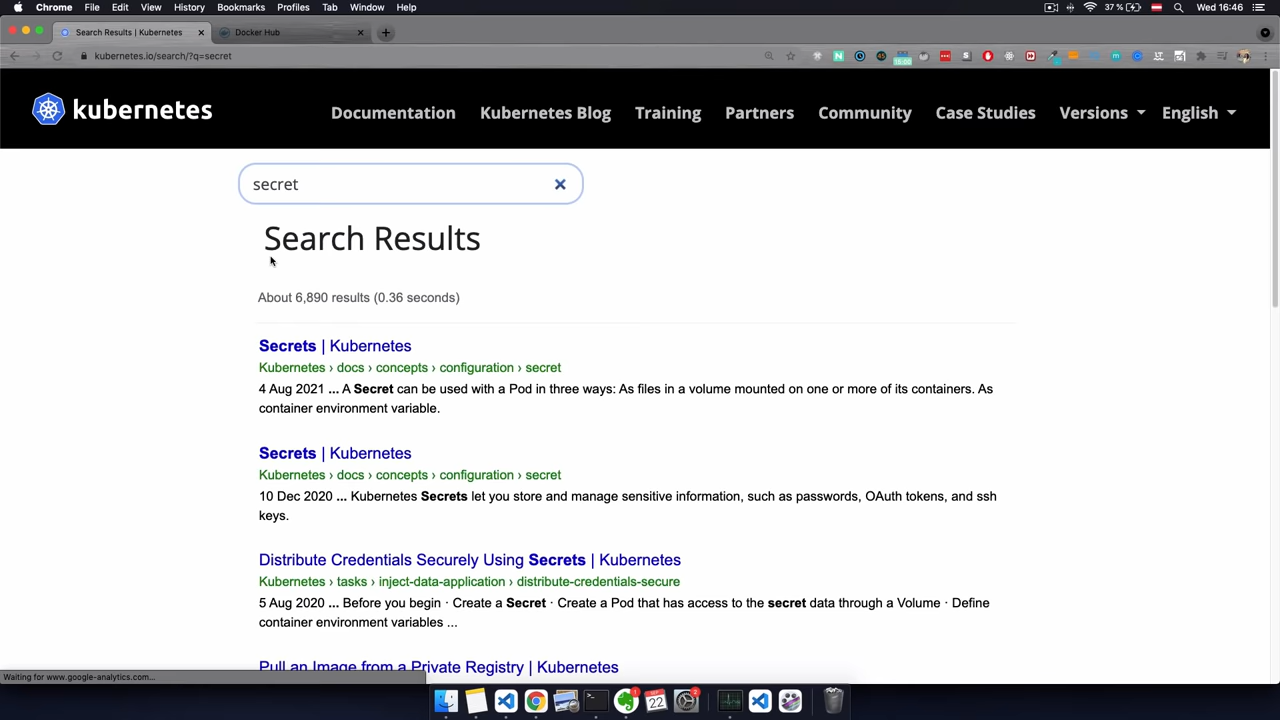 Chrome File Edit View History Bookmarks Profiles Tab Window Help 37 % Wed 16:46
Search Results | Kubernetes Docker Hub
kubernetes.io/search/?q=secret
kubernetes Documentation Kubernetes Blog Training Partners Community Case Studies Versions English
secret
Search Results
About 6,890 results (0.36 seconds)
Secrets | Kubernetes
Kubernetes › docs › concepts › configuration › secret
4 Aug 2021 ... A Secret can be used with a Pod in three ways: As files in a volume mounted on one or more of its containers. As
container environment variable.
Secrets | Kubernetes
Kubernetes › docs › concepts › configuration › secret
10 Dec 2020 ... Kubernetes Secrets let you store and manage sensitive information, such as passwords, OAuth tokens, and ssh
keys.
Distribute Credentials Securely Using Secrets | Kubernetes
Kubernetes › tasks › inject-data-application › distribute-credentials-secure
5 Aug 2020 ... Before you begin · Create a Secret · Create a Pod that has access to the secret data through a Volume · Define
container environment variables ...
Pull an Image from a Private Registry | Kubernetes
Waiting for www.google-analytics.com...
22